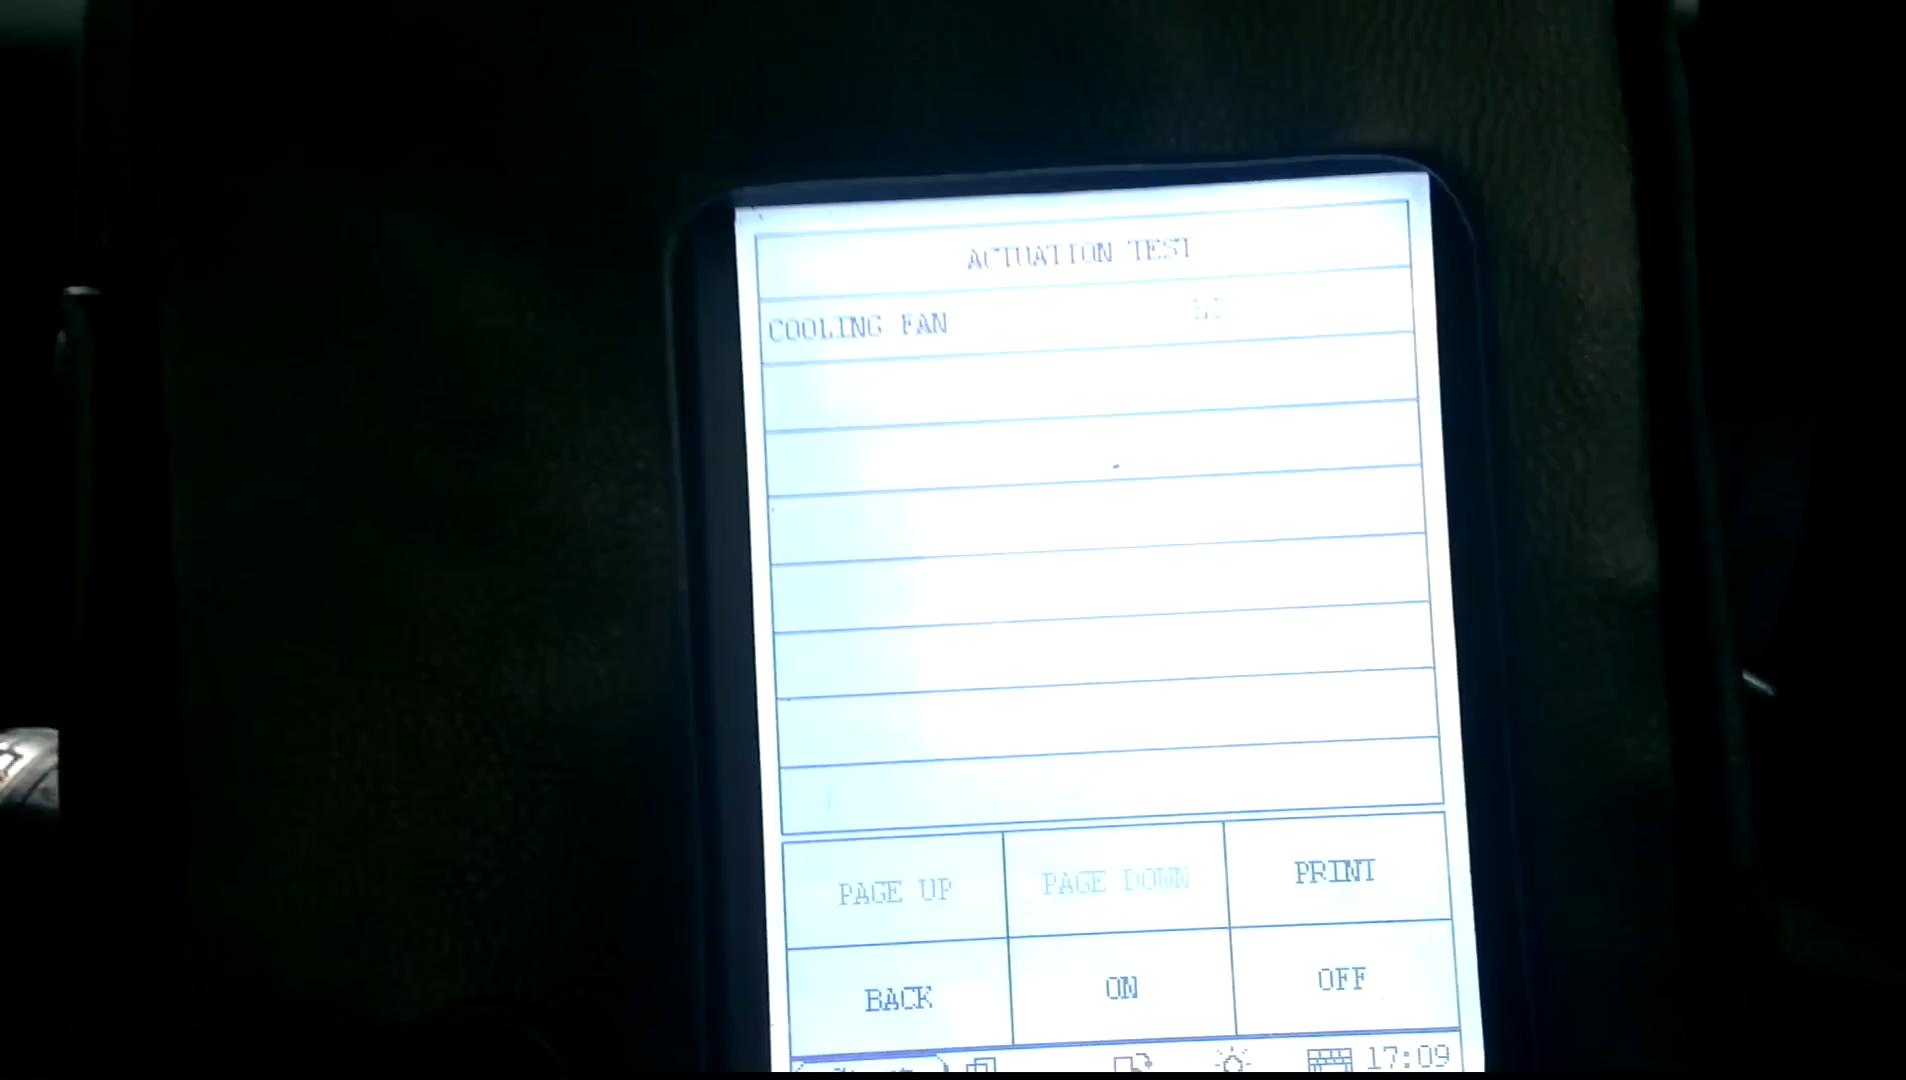 ACTUATION TEST
COOLING FAN
PAGE UP PAGE DOWN PRINT
BACK ON OFF
17:09